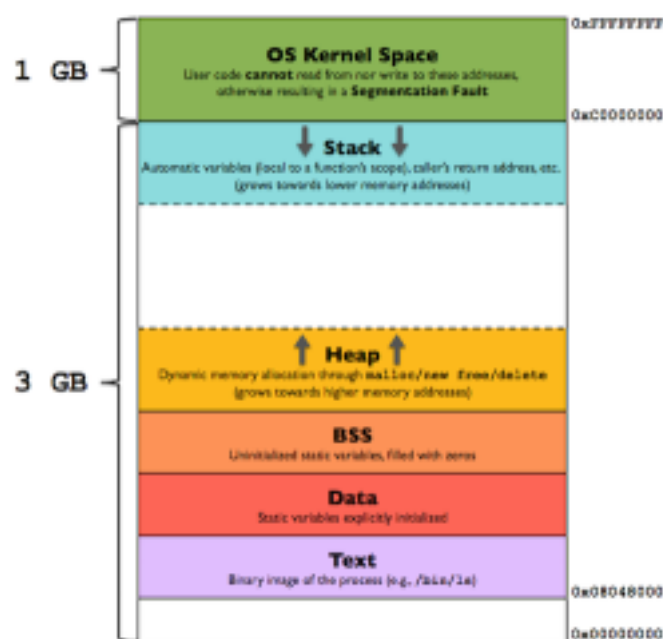 0xFFFFFFFF
1 GB
OS Kernel Space
User code cannot read from nor write to these addresses,
otherwise resulting in a Segmentation Fault
0xC0000000
Stack
Automatic variables (local to a function's scope), caller's return address, etc.
(grows towards lower memory addresses)
3 GB
Heap
Dynamic memory allocation through malloc/new free/delete
(grows towards higher memory addresses)
BSS
Uninitialized static variables, filled with zeros
Data
Static variables explicitly initialized
Text
Binary image of the process (e.g., /bin/ls)
0x08048000
0x00000000